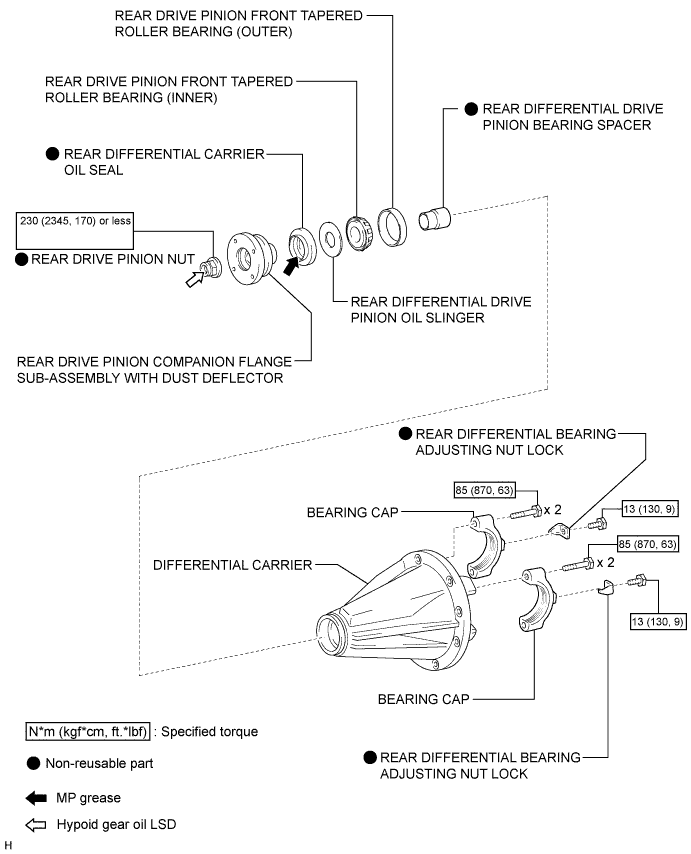 REAR DRIVE PINION FRONT TAPERED
ROLLER BEARING (OUTER)
REAR DRIVE PINION FRONT TAPERED
ROLLER BEARING (INNER)
REAR DIFFERENTIAL DRIVE
PINION BEARING SPACER
REAR DIFFERENTIAL CARRIER
OIL SEAL
230 (2345, 170) or less
REAR DRIVE PINION NUT
REAR DIFFERENTIAL DRIVE
PINION OIL SLINGER
REAR DRIVE PINION COMPANION FLANGE
SUB-ASSEMBLY WITH DUST DEFLECTOR
REAR DIFFERENTIAL BEARING
ADJUSTING NUT LOCK
85 (870, 63)
x 2
13 (130, 9)
BEARING CAP
85 (870, 63)
x 2
DIFFERENTIAL CARRIER
13 (130, 9)
BEARING CAP
N*m (kgf*cm, ft.*lbf) : Specified torque
REAR DIFFERENTIAL BEARING
ADJUSTING NUT LOCK
Non-reusable part
MP grease
Hypoid gear oil LSD
H